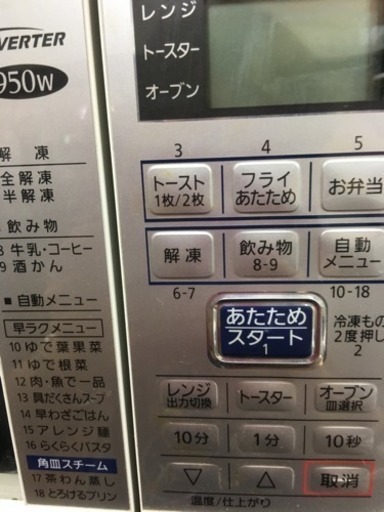 VERTER
950W
解凍
全解凍
半解凍
飲み物
8 牛乳・コーヒー
9 酒かん
■ 自動メニュー
早ラクメニュー
10 ゆで葉果菜
11 ゆで根菜
12 肉・魚で一品
13 具だくさんスープ
14 早わざごはん
15 アレンジ麺
16 らくらくパスタ
角皿スチーム
17 茶わん蒸し
18 とろけるプリン
レンジ
トースター
オーブン
3 4 5
トースト
1枚/2枚
フライ
あたため
お弁当
解凍
飲み物
8-9
自動
メニュー
6-7
10-18
あたため
スタート
1
冷凍もの
2度押し
2
レンジ
出力切換
トースター
オーブン
皿選択
10分
1分
10秒
▽
△
取消
温度/仕上がり